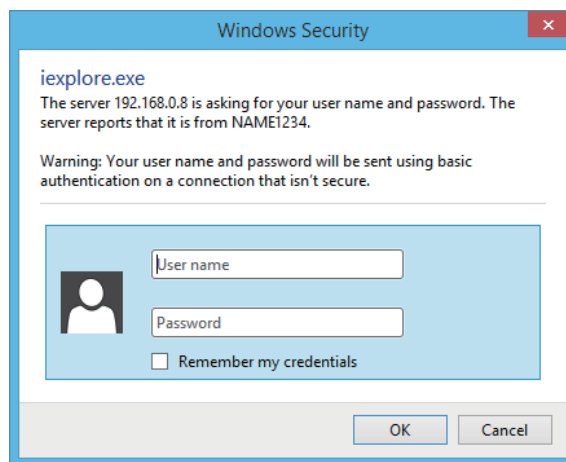 Windows Security
iexplore.exe
The server 192.168.0.8 is asking for your user name and password. The
server reports that it is from NAME1234.
Warning: Your user name and password will be sent using basic
authentication on a connection that isn't secure.
User name
Password
Remember my credentials
OK
Cancel